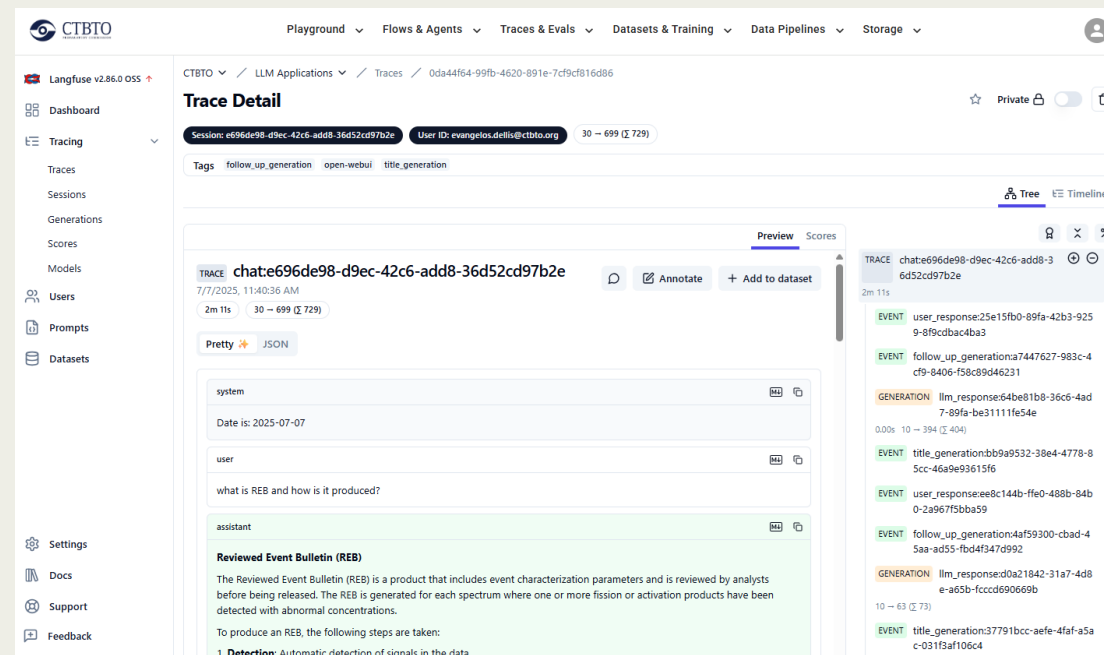 CTBTO
Playground
Flows & Agents
Traces & Evals
Datasets & Training
Data Pipelines
Storage
Langfuse v2.86.0 OSS ↑
Dashboard
Tracing
Traces
Sessions
Generations
Scores
Models
Users
Prompts
Datasets
Settings
Docs
Support
Feedback
CTBTO / LLM Applications / Traces / 0da44f64-99fb-4620-891e-7cf9cf816d86
Trace Detail
Private
Session: e696de98-d9ec-42c6-add8-36d52cd97b2e
User ID: evangelos.dellis@ctbto.org
30 → 699 (∑ 729)
Tags follow_up_generation open-webui title_generation
Tree
Timeline
Preview Scores
TRACE chat:e696de98-d9ec-42c6-add8-36d52cd97b2e
7/7/2025, 11:40:36 AM
Annotate
+ Add to dataset
2m 11s
30 → 699 (∑ 729)
Pretty ✨ JSON
system
Date is: 2025-07-07
user
what is REB and how is it produced?
assistant
Reviewed Event Bulletin (REB)
The Reviewed Event Bulletin (REB) is a product that includes event characterization parameters and is reviewed by analysts
before being released. The REB is generated for each spectrum where one or more fission or activation products have been
detected with abnormal concentrations.
To produce an REB, the following steps are taken:
1. Detection: Automatic detection of signals in the data.
TRACE chat:e696de98-d9ec-42c6-add8-3
6d52cd97b2e
2m 11s
EVENT user_response:25e15fb0-89fa-42b3-925
9-8f9cdbac4ba3
EVENT follow_up_generation:a7447627-983c-4
cf9-8406-f58c89d46231
GENERATION llm_response:64be81b8-36c6-4ad
7-89fa-be31111fe54e
0.00s 10 → 394 (∑ 404)
EVENT title_generation:bb9a9532-38e4-4778-8
5cc-46a9e93615f6
EVENT user_response:ee8c144b-ffe0-488b-84b
0-2a967f5bba59
EVENT follow_up_generation:4af59300-cbad-4
5aa-ad55-fbd4f347d992
GENERATION llm_response:d0a21842-31a7-4d8
e-a65b-fcccd690669b
10 → 63 (∑ 73)
EVENT title_generation:37791bcc-aefe-4faf-a5a
c-031f3af106c4